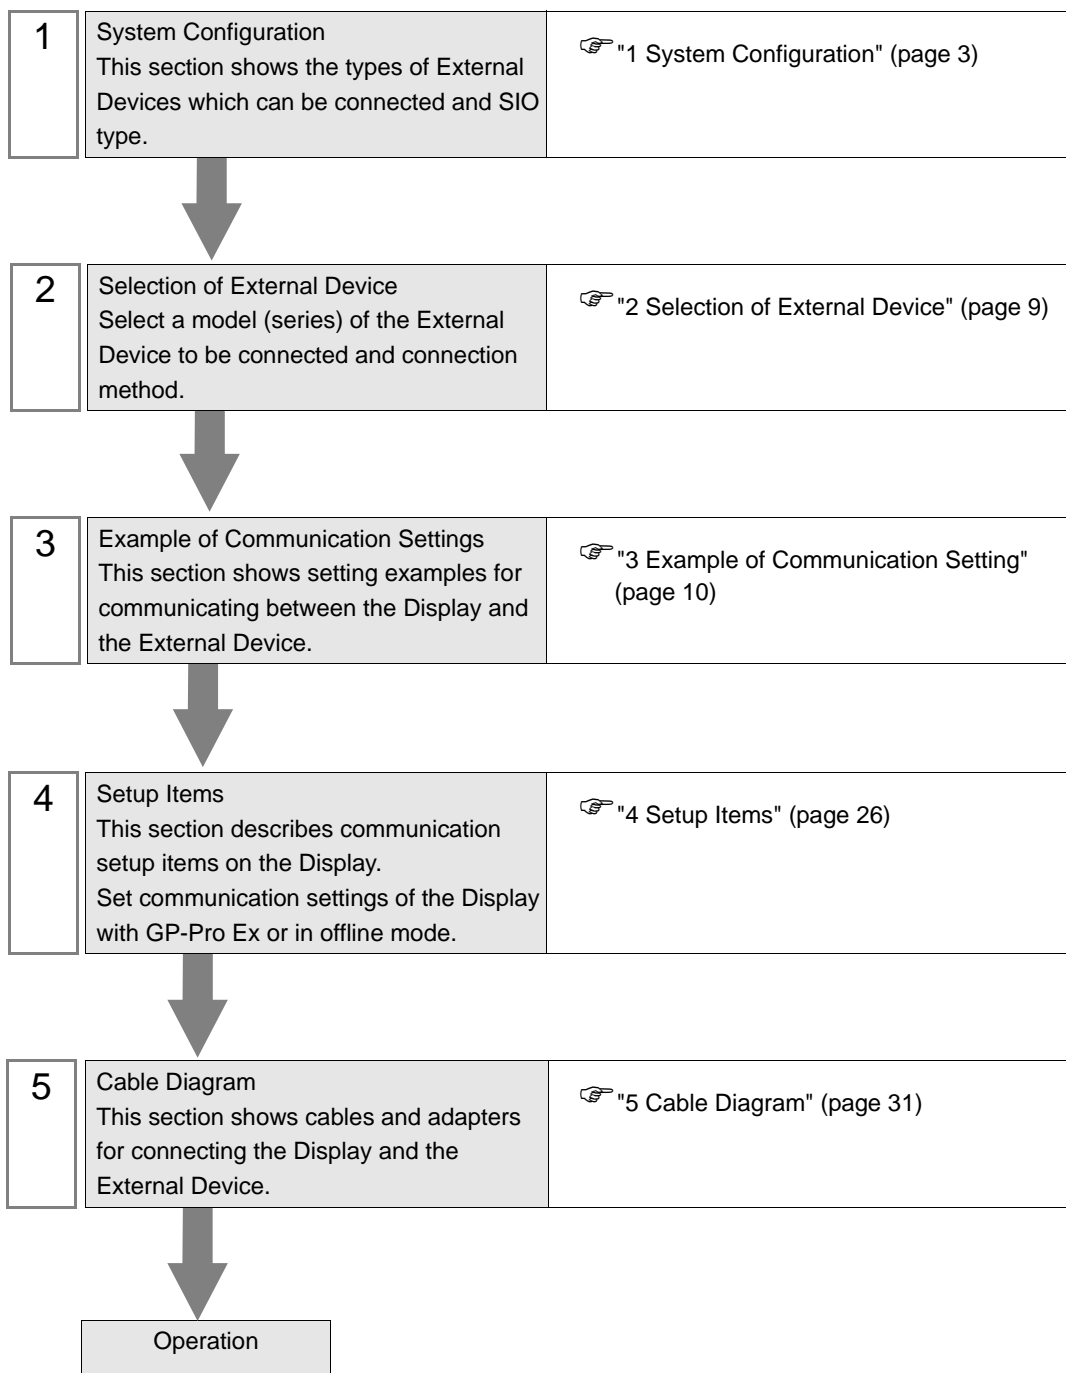 1
System Configuration
This section shows the types of External
Devices which can be connected and SIO
type.
"1 System Configuration" (page 3)
2
Selection of External Device
Select a model (series) of the External
Device to be connected and connection
method.
"2 Selection of External Device" (page 9)
3
Example of Communication Settings
This section shows setting examples for
communicating between the Display and
the External Device.
"3 Example of Communication Setting"
(page 10)
4
Setup Items
This section describes communication
setup items on the Display.
Set communication settings of the Display
with GP-Pro Ex or in offline mode.
"4 Setup Items" (page 26)
5
Cable Diagram
This section shows cables and adapters
for connecting the Display and the
External Device.
"5 Cable Diagram" (page 31)
Operation